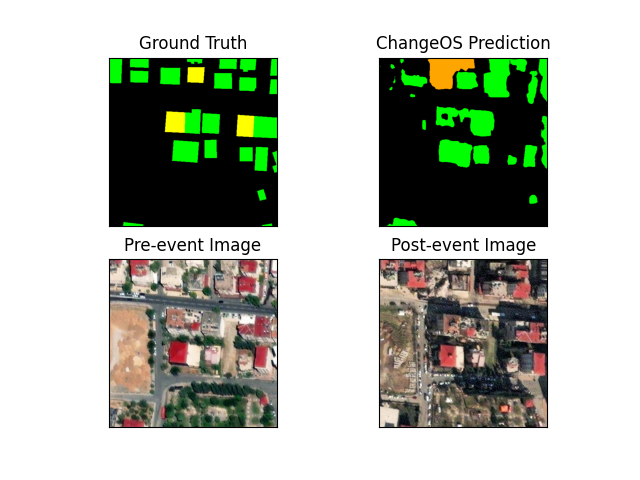 Ground Truth
ChangeOS Prediction
Pre-event Image
Post-event Image